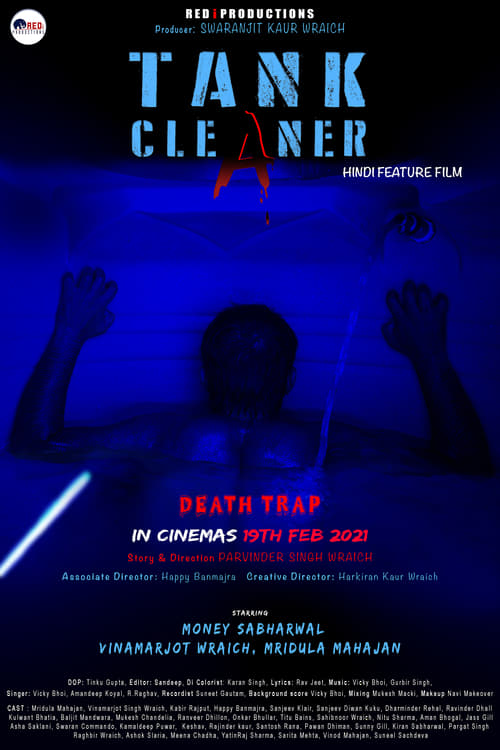 RED i PRODUCTIONS
Producer: SWARANJIT KAUR WRAICH
RED i
PRODUCTIONS
TANK
CLEANER
HINDI FEATURE FILM
DEATH TRAP
IN CINEMAS 19TH FEB 2021
Story & Direction PARVINDER SINGH WRAICH
Associate Director: Happy Banmajra Creative Director: Harkiran Kaur Wraich
STARRING
MONEY SABHARWAL
VINAMARJOT WRAICH, MRIDULA MAHAJAN
DOP: Tinku Gupta, Editor: Sandeep, DI Colorist: Karan Singh, Lyrics: Rav Jeet, Music: Vicky Bhoi, Gurbir Singh,
Singer: Vicky Bhoi, Amandeep Koyal, R.Raghav, Recordist Suneet Gautam, Background score Vicky Bhoi, Mixing Mukesh Macki, Makeup Navi Makeover
CAST : Mridula Mahajan, Vinamarjot Singh Wraich, Kabir Rajput, Happy Banmajra, Sanjeev Klair, Sanjeev Diwan Kuku, Dharminder Rehal, Ravinder Dhall
Kulwant Bhatia, Baljit Mandwara, Mukesh Chandelia, Ranveer Dhillon, Onkar Bhullar, Titu Bains, Sahibnoor Wraich, Nitu Sharma, Aman Bhogal, Jass Gill
Asha Saklani, Swaran Commando, Kamaldeep Puwar, Keshav, Rajinder kaur, Santosh Rana, Pawan Dhiman, Sunny Gill, Kiran Sabharwal, Pargat Singh
Raghbir Wraich, Ashok Slaria, Meena Chadha, YatinRaj Sharma, Sarita Mehta, Vinod Mahajan, Suneel Sachdeva